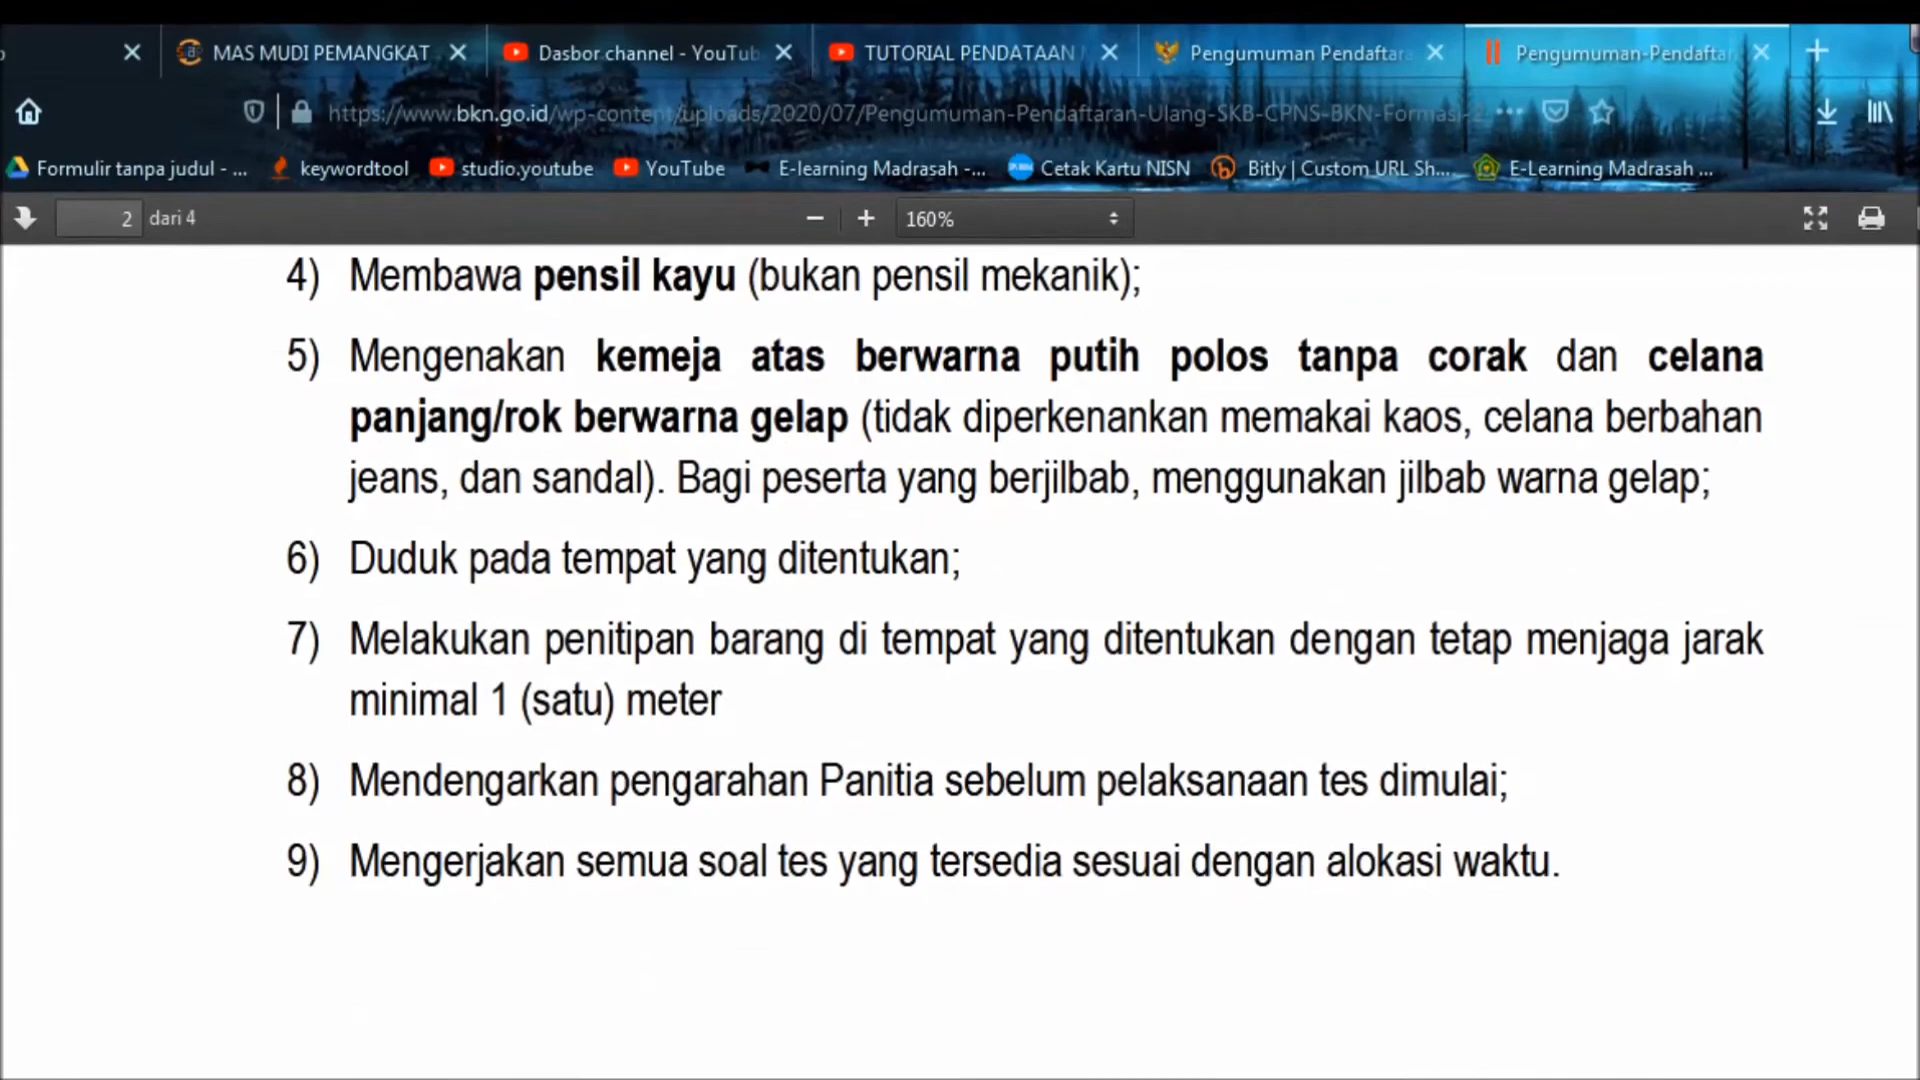 MAS MUDI PEMANGKAT
Dasbor channel - YouTub
TUTORIAL PENDATAAN
Pengumuman Pendaftara
Pengumuman-Pendaftar
https://www.bkn.go.id/wp-content/uploads/2020/07/Pengumuman-Pendaftaran-Ulang-SKB-CPNS-BKN-Formasi-2
Formulir tanpa judul - ...
keywordtool
studio.youtube
YouTube
E-learning Madrasah -...
Cetak Kartu NISN
Bitly | Custom URL Sh...
E-Learning Madrasah ...
2 dari 4
160%
4) Membawa pensil kayu (bukan pensil mekanik);
5) Mengenakan kemeja atas berwarna putih polos tanpa corak dan celana
panjang/rok berwarna gelap (tidak diperkenankan memakai kaos, celana berbahan
jeans, dan sandal). Bagi peserta yang berjilbab, menggunakan jilbab warna gelap;
6) Duduk pada tempat yang ditentukan;
7) Melakukan penitipan barang di tempat yang ditentukan dengan tetap menjaga jarak
minimal 1 (satu) meter
8) Mendengarkan pengarahan Panitia sebelum pelaksanaan tes dimulai;
9) Mengerjakan semua soal tes yang tersedia sesuai dengan alokasi waktu.